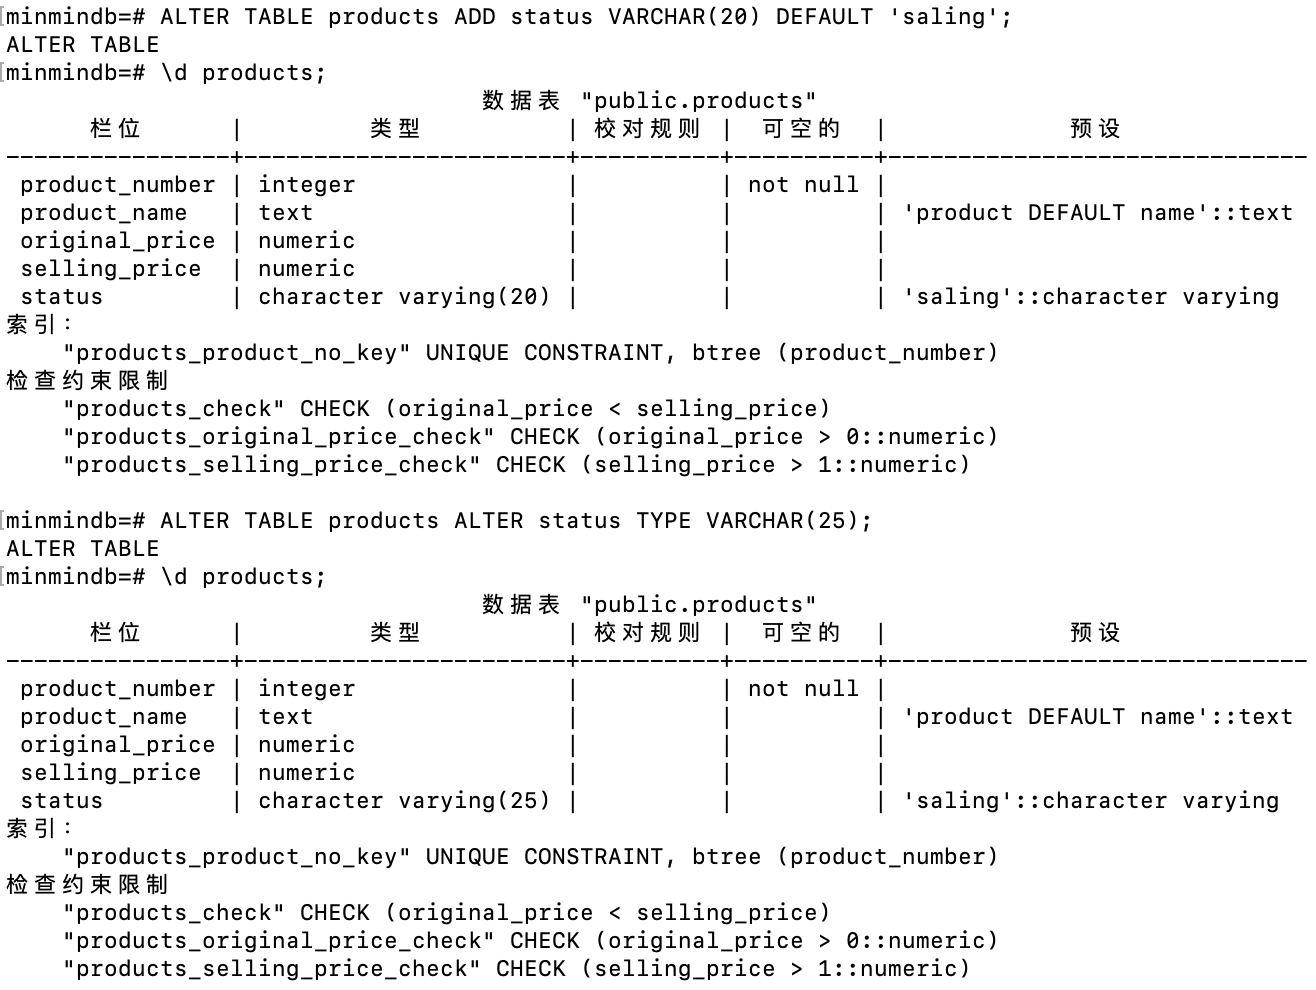 minmindb=# ALTER TABLE products ADD status VARCHAR(20) DEFAULT 'saling';
ALTER TABLE
minmindb=# \d products;
数据表 "public.products"
栏位 | 类型 | 校对规则 | 可空的 | 预设
----------------+-----------------------+----------+----------+------------------------------
product_number | integer | | not null |
product_name | text | | | 'product DEFAULT name'::text
original_price | numeric | | |
selling_price | numeric | | |
status | character varying(20) | | | 'saling'::character varying
索引：
"products_product_no_key" UNIQUE CONSTRAINT, btree (product_number)
检查约束限制
"products_check" CHECK (original_price < selling_price)
"products_original_price_check" CHECK (original_price > 0::numeric)
"products_selling_price_check" CHECK (selling_price > 1::numeric)
minmindb=# ALTER TABLE products ALTER status TYPE VARCHAR(25);
ALTER TABLE
minmindb=# \d products;
数据表 "public.products"
栏位 | 类型 | 校对规则 | 可空的 | 预设
----------------+-----------------------+----------+----------+------------------------------
product_number | integer | | not null |
product_name | text | | | 'product DEFAULT name'::text
original_price | numeric | | |
selling_price | numeric | | |
status | character varying(25) | | | 'saling'::character varying
索引：
"products_product_no_key" UNIQUE CONSTRAINT, btree (product_number)
检查约束限制
"products_check" CHECK (original_price < selling_price)
"products_original_price_check" CHECK (original_price > 0::numeric)
"products_selling_price_check" CHECK (selling_price > 1::numeric)